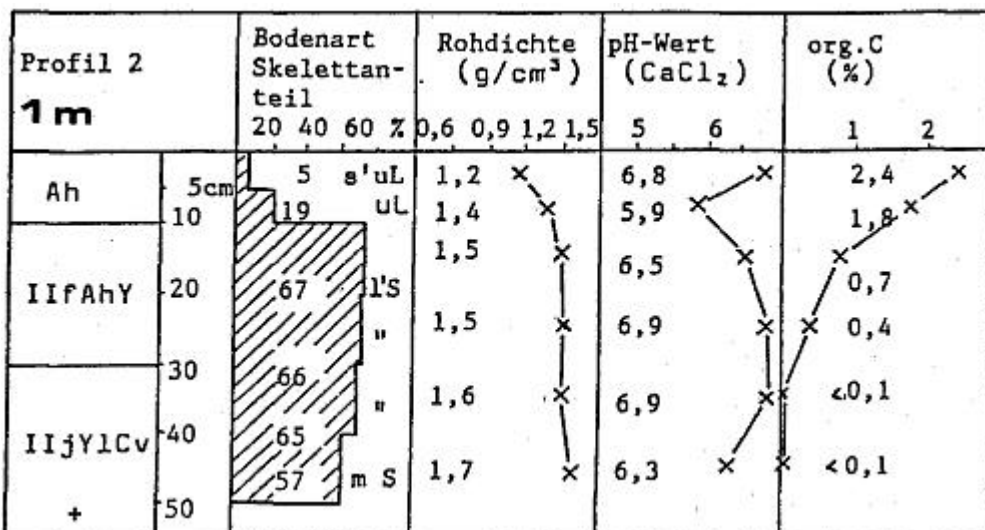 Profil 2
1m
Bodenart
Skelettan-
teil
20 40 60 %
Rohdichte
(g/cm³)
0,6 0,9 1,2 1,5
pH-Wert
(CaCl₂)
5 6
org.C
(%)
1 2
Ah 5cm 5 s'uL 1,2 6,8 2,4
10 19 uL 1,4 5,9 1,8
1,5 6,5
IIfAhY 20 67 l'S 0,7
" 1,5 6,9 0,4
30 66
" 1,6 6,9 <0,1
IIjYlCv 40 65
57 m S 1,7 6,3 <0,1
+ 50